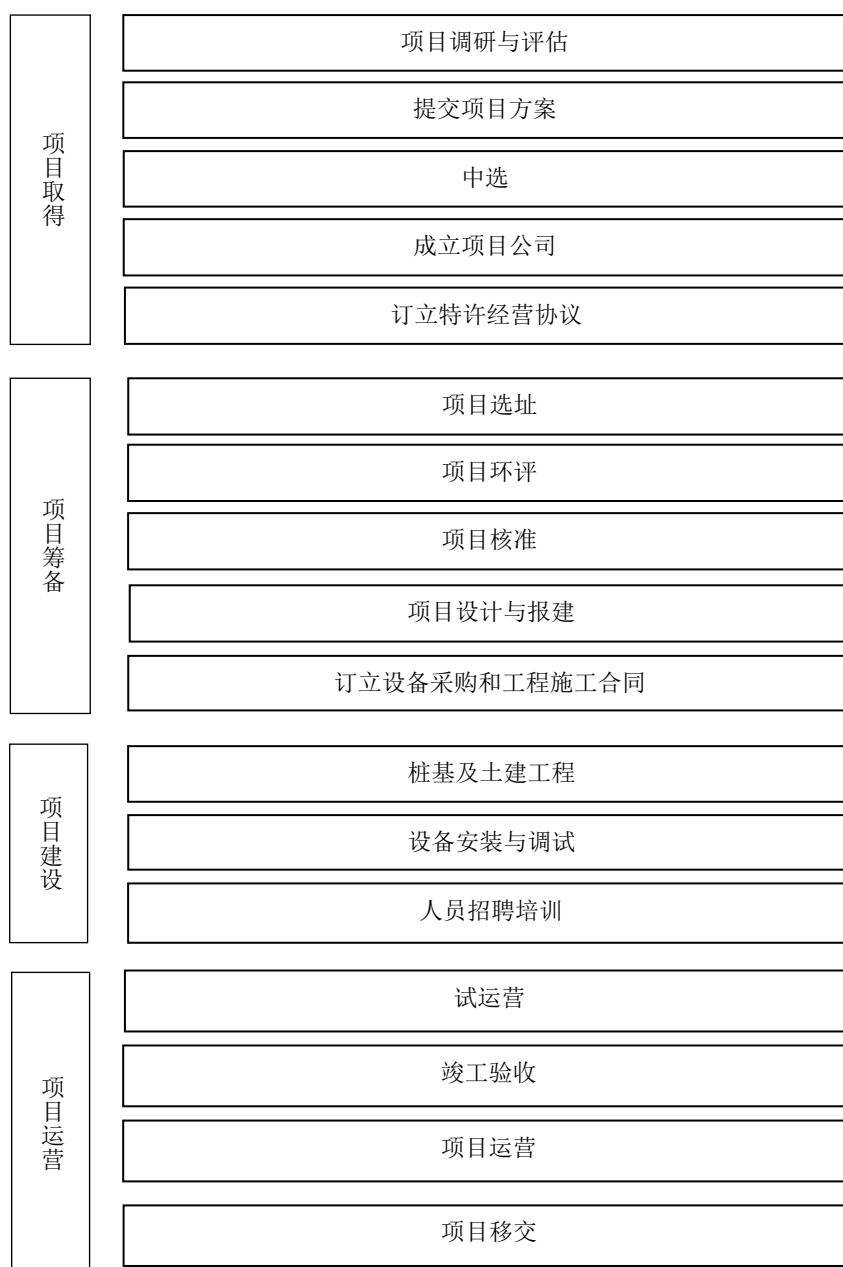 项目取得
项目调研与评估
提交项目方案
中选
成立项目公司
订立特许经营协议
项目筹备
项目选址
项目环评
项目核准
项目设计与报建
订立设备采购和工程施工合同
项目建设
桩基及土建工程
设备安装与调试
人员招聘培训
项目运营
试运营
竣工验收
项目运营
项目移交